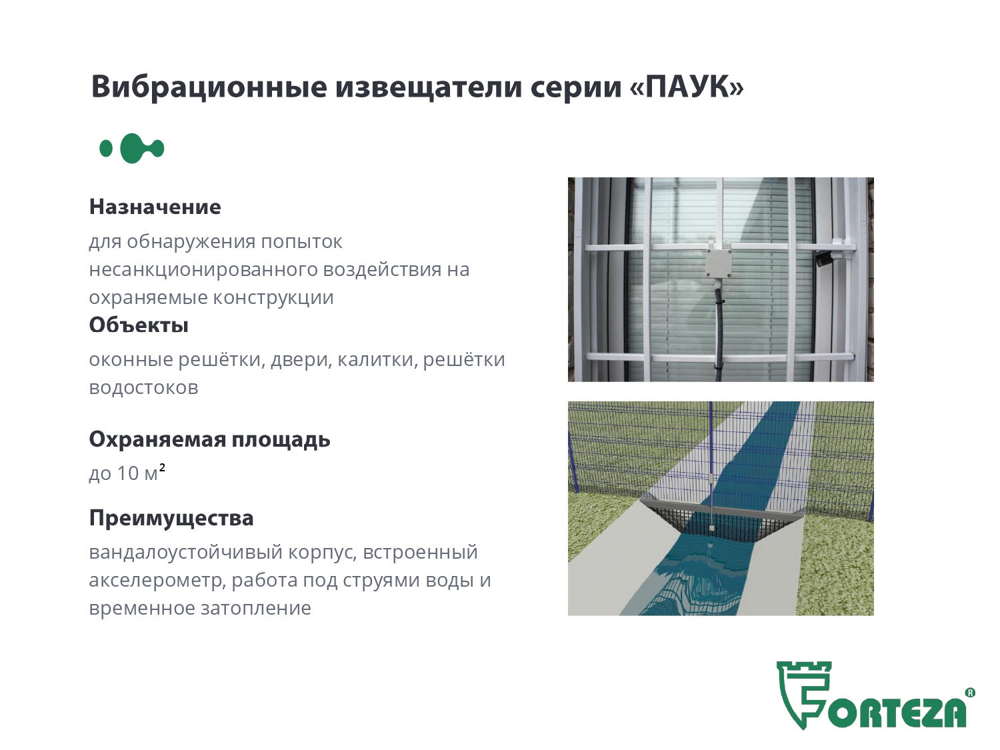 Вибрационные извещатели серии «ПАУК»
Назначение
для обнаружения попыток
несанкционированного воздействия на
охраняемые конструкции
Объекты
оконные решётки, двери, калитки, решётки
водостоков
Охраняемая площадь
до 10 м²
Преимущества
вандалоустойчивый корпус, встроенный
акселерометр, работа под струями воды и
временное затопление
FORTEZA®